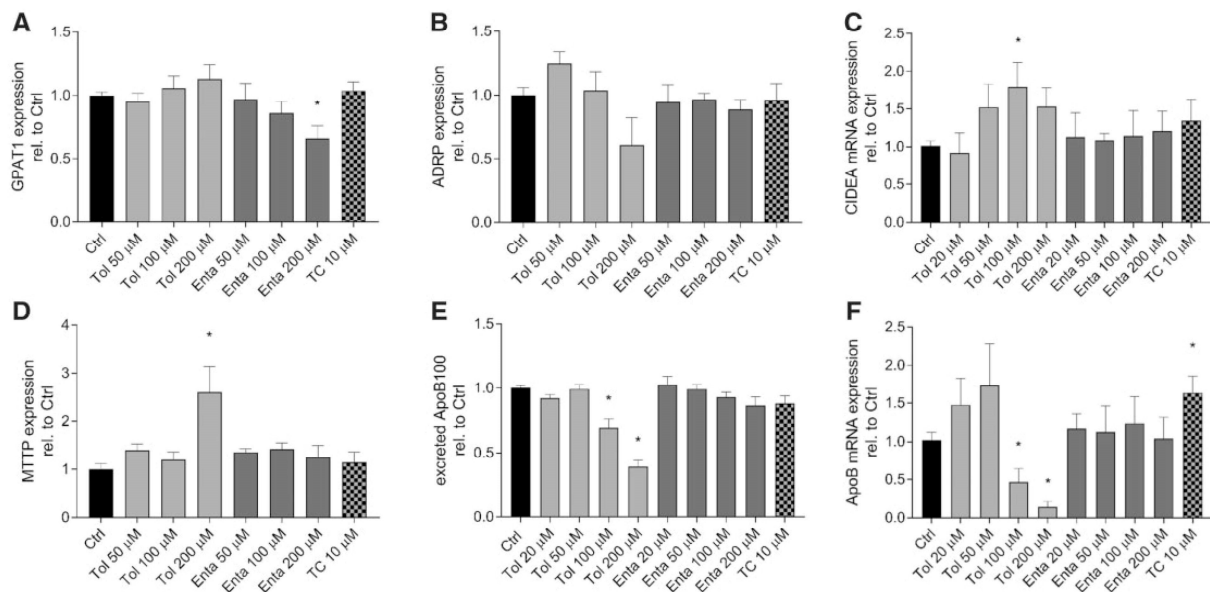 A
GPAT1 expression
rel. to Ctrl
1.5
1.0
0.5
0.0
*
Ctrl
Tol 50 µM
Tol 100 µM
Tol 200 µM
Enta 50 µM
Enta 100 µM
Enta 200 µM
TC 10 µM
B
ADRP expression
rel. to Ctrl
1.5
1.0
0.5
0.0
Ctrl
Tol 50 µM
Tol 100 µM
Tol 200 µM
Enta 50 µM
Enta 100 µM
Enta 200 µM
TC 10 µM
C
CIDEA mRNA expression
rel. to Ctrl
2.5
2.0
1.5
1.0
0.5
0.0
*
Ctrl
Tol 20 µM
Tol 50 µM
Tol 100 µM
Tol 200 µM
Enta 20 µM
Enta 50 µM
Enta 100 µM
Enta 200 µM
TC 10 µM
D
MTTP expression
rel. to Ctrl
4
3
2
1
0
*
Ctrl
Tol 50 µM
Tol 100 µM
Tol 200 µM
Enta 50 µM
Enta 100 µM
Enta 200 µM
TC 10 µM
E
excreted ApoB100
rel. to Ctrl
1.5
1.0
0.5
0.0
*
*
Ctrl
Tol 20 µM
Tol 50 µM
Tol 100 µM
Tol 200 µM
Enta 20 µM
Enta 50 µM
Enta 100 µM
Enta 200 µM
TC 10 µM
F
ApoB mRNA expression
rel. to Ctrl
2.5
2.0
1.5
1.0
0.5
0.0
*
*
*
Ctrl
Tol 20 µM
Tol 50 µM
Tol 100 µM
Tol 200 µM
Enta 20 µM
Enta 50 µM
Enta 100 µM
Enta 200 µM
TC 10 µM